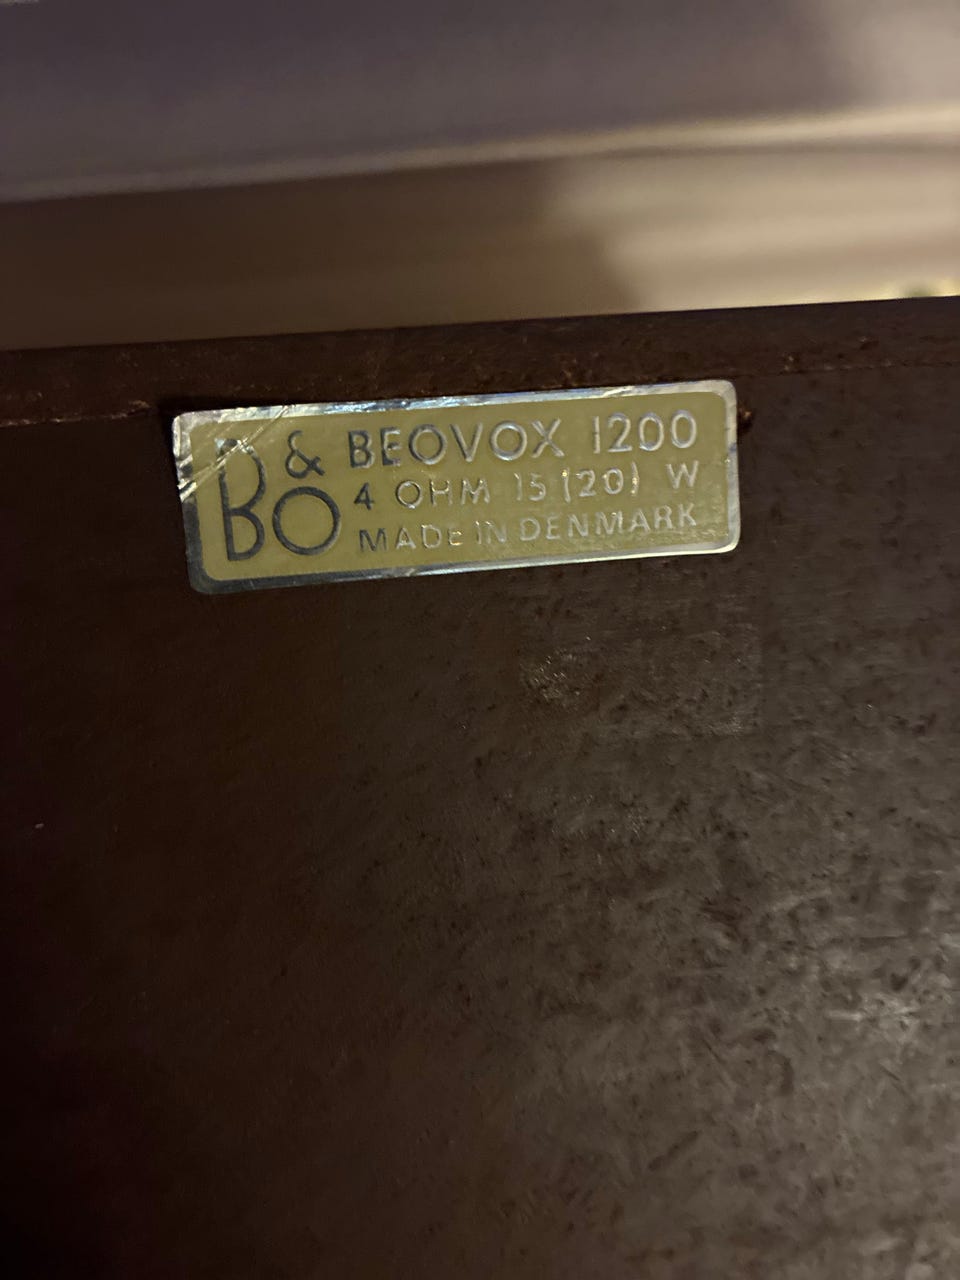 B&O BEOVOX 1200
4 OHM 15 (20) W
MADE IN DENMARK